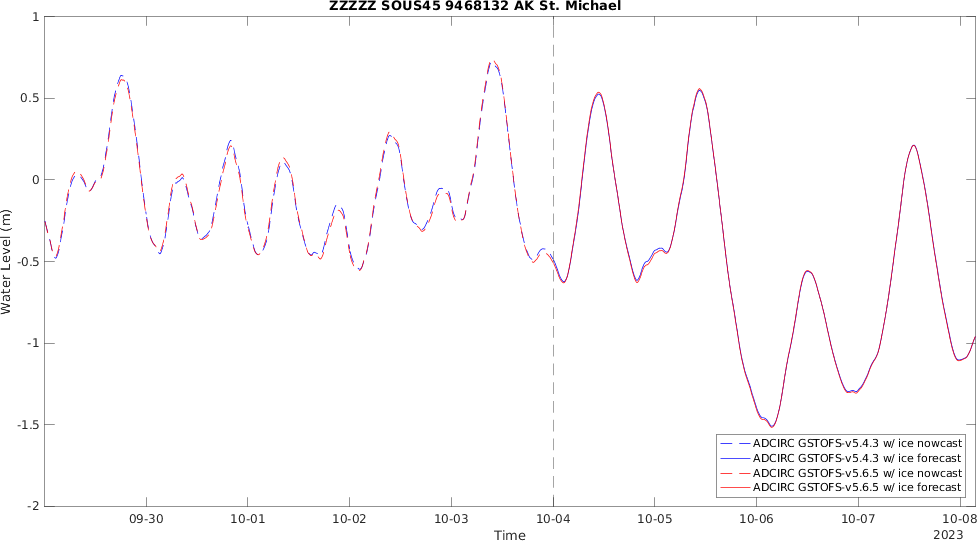 ZZZZZ SOUS45 9468132 AK St. Michael
1
0.5
0
-0.5
-1
-1.5
-2
Water Level (m)
ADCIRC GSTOFS-v5.4.3 w/ ice nowcast
ADCIRC GSTOFS-v5.4.3 w/ ice forecast
ADCIRC GSTOFS-v5.6.5 w/ ice nowcast
ADCIRC GSTOFS-v5.6.5 w/ ice forecast
09-30 10-01 10-02 10-03 10-04 10-05 10-06 10-07 10-08
Time 2023